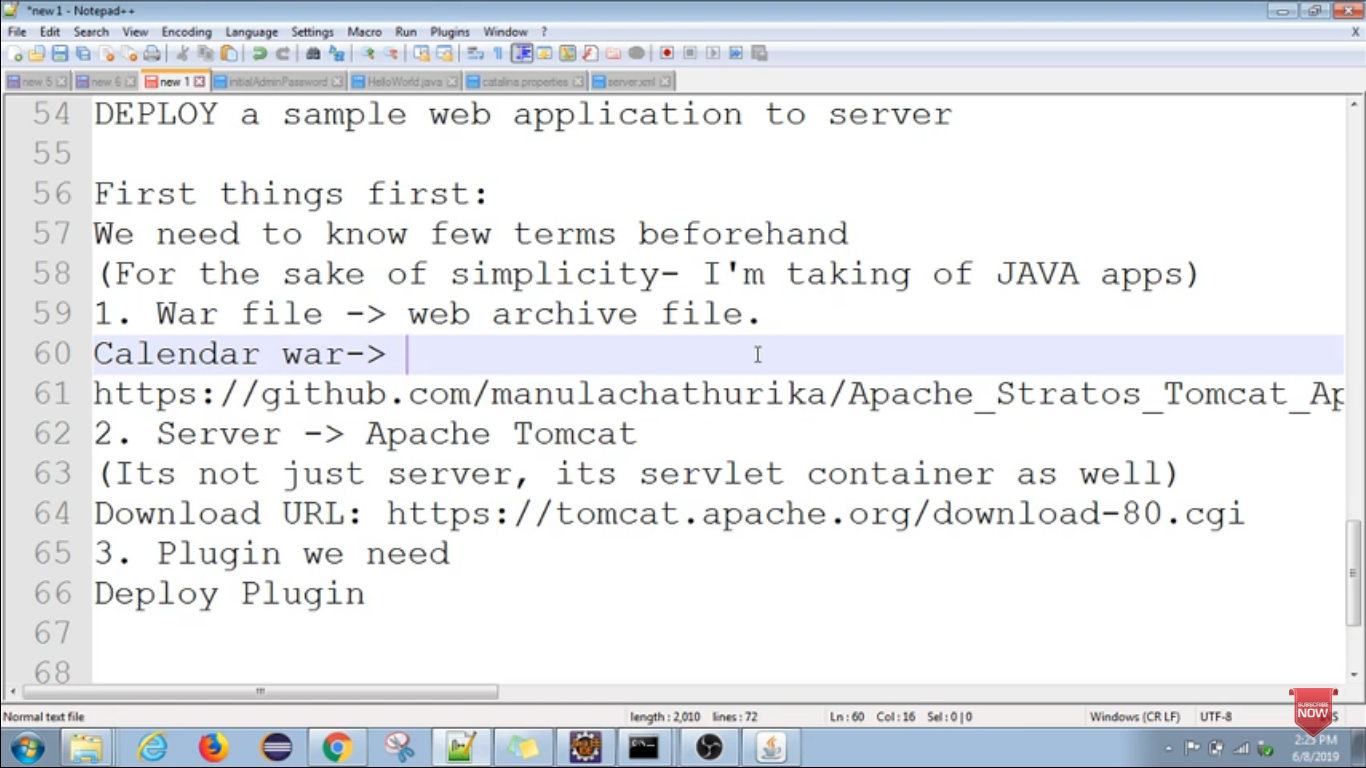 *new 1 - Notepad++
File Edit Search View Encoding Language Settings Macro Run Plugins Window ? X
new 5 new 6 new 1 initialAdminPassword HelloWorld.java catalina.properties server.xml
54 DEPLOY a sample web application to server
55
56 First things first:
57 We need to know few terms beforehand
58 (For the sake of simplicity- I'm taking of JAVA apps)
59 1. War file -> web archive file.
60 Calendar war->
61 https://github.com/manulachathurika/Apache_Stratos_Tomcat_Ap
62 2. Server -> Apache Tomcat
63 (Its not just server, its servlet container as well)
64 Download URL: https://tomcat.apache.org/download-80.cgi
65 3. Plugin we need
66 Deploy Plugin
67
68
Normal text file length : 2,010 lines : 72 Ln : 60 Col : 16 Sel : 0 | 0 Windows (CR LF) UTF-8
SUBSCRIBE
NOW
2:23 PM
6/8/2019